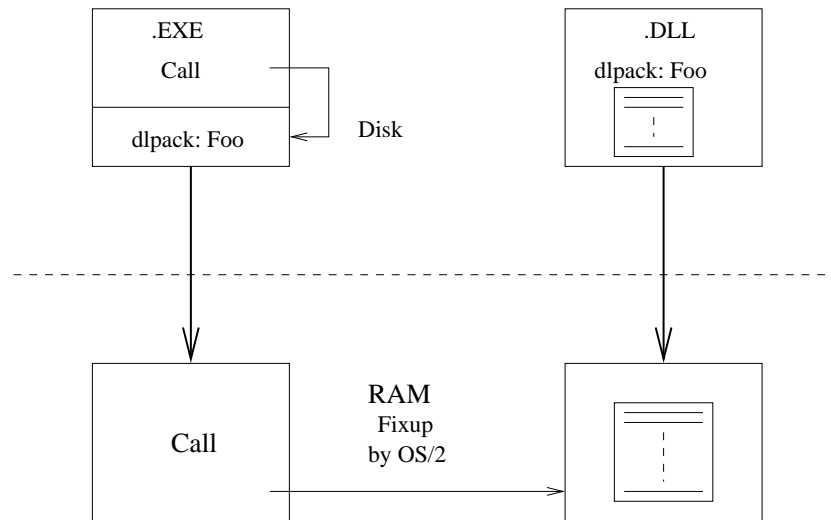 .EXE
Call
dlpack: Foo
Disk
.DLL
dlpack: Foo
Call
RAM
Fixup
by OS/2